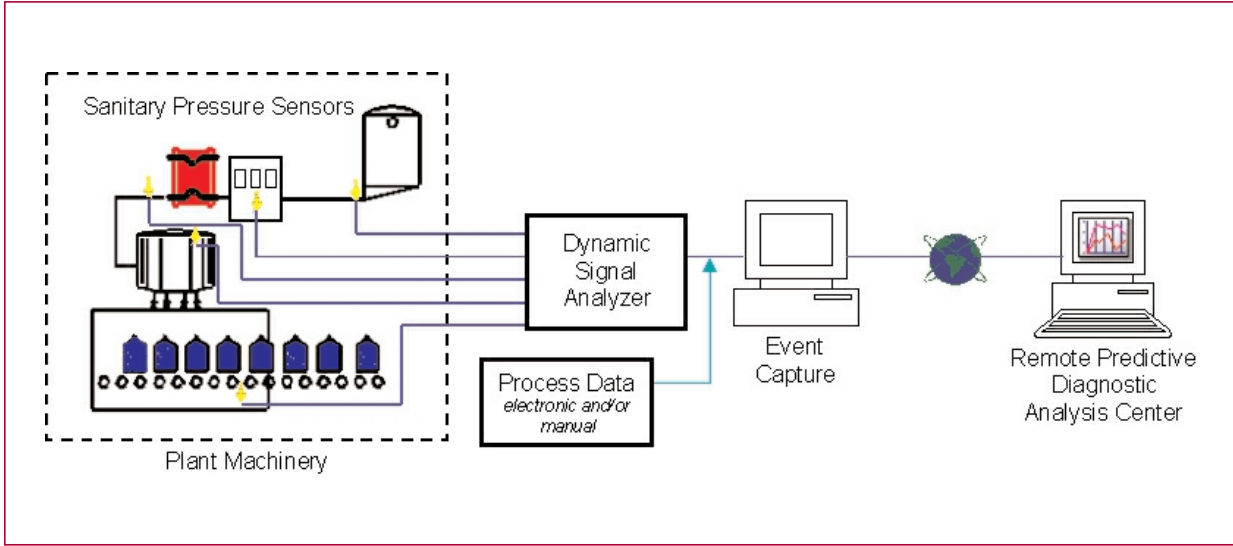 Sanitary Pressure Sensors
Plant Machinery
Dynamic
Signal
Analyzer
Process Data
electronic and/or
manual
Event
Capture
Remote Predictive
Diagnostic
Analysis Center